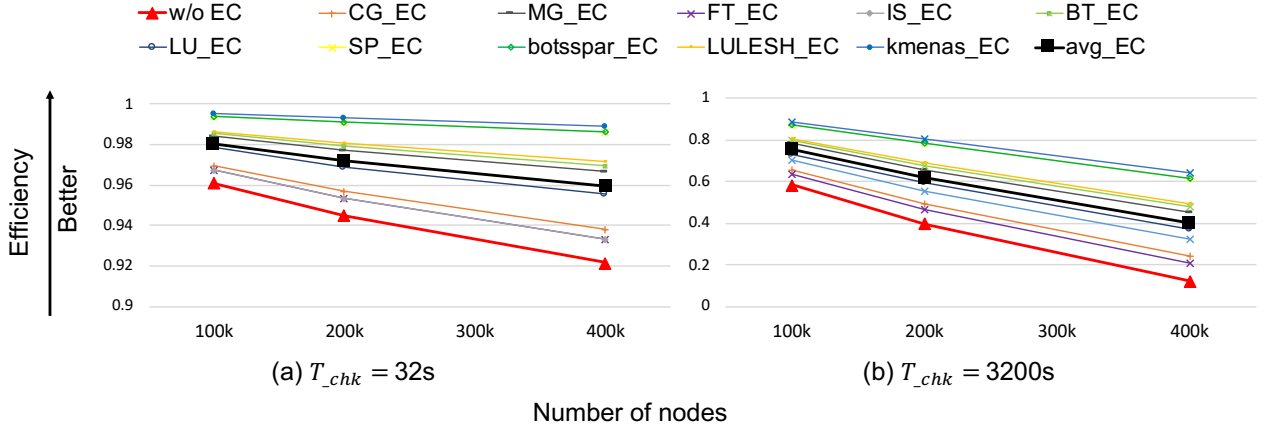 w/o EC CG_EC MG_EC FT_EC IS_EC BT_EC
LU_EC SP_EC botsspar_EC LULESH_EC kmenas_EC avg_EC
Efficiency
Better
1
0.98
0.96
0.94
0.92
0.9
100k 200k 300k 400k
(a) T_chk = 32s
1
0.8
0.6
0.4
0.2
0
100k 200k 300k 400k
(b) T_chk = 3200s
Number of nodes